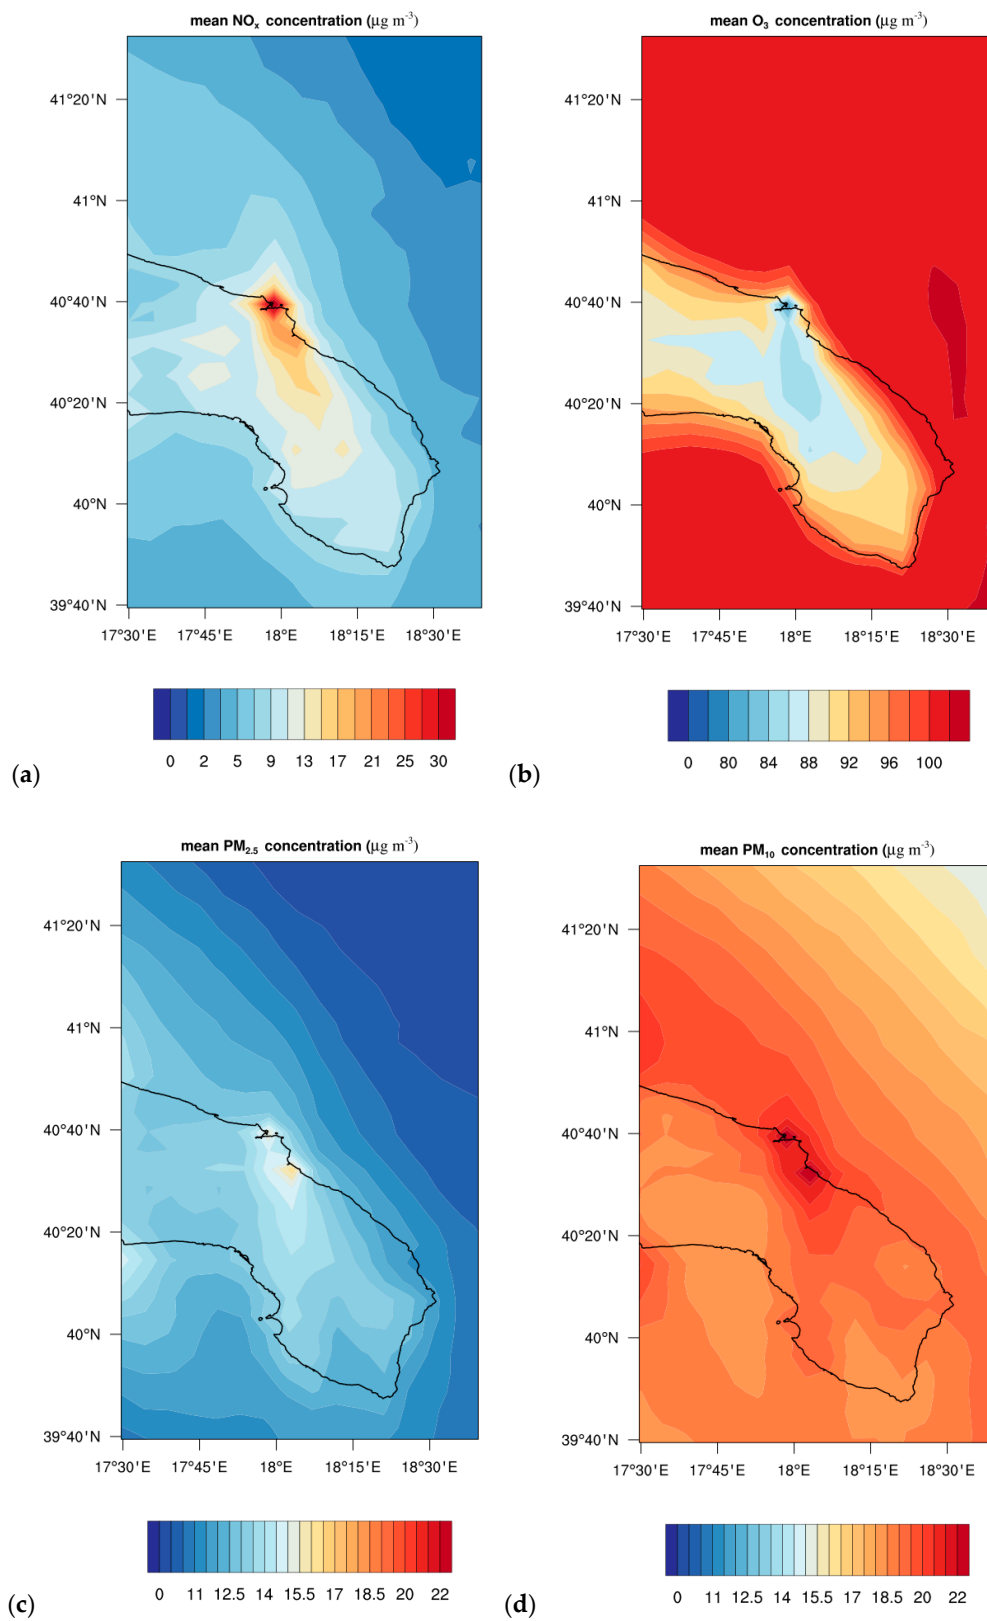 mean NOx concentration (µg m-3)
41°20'N
41°N
40°40'N
40°20'N
40°N
39°40'N
17°30'E 17°45'E 18°E 18°15'E 18°30'E
0 2 5 9 13 17 21 25 30
(a)
mean O3 concentration (µg m-3)
41°20'N
41°N
40°40'N
40°20'N
40°N
39°40'N
17°30'E 17°45'E 18°E 18°15'E 18°30'E
0 80 84 88 92 96 100
(b)
mean PM2.5 concentration (µg m-3)
41°20'N
41°N
40°40'N
40°20'N
40°N
39°40'N
17°30'E 17°45'E 18°E 18°15'E 18°30'E
0 11 12.5 14 15.5 17 18.5 20 22
(c)
mean PM10 concentration (µg m-3)
41°20'N
41°N
40°40'N
40°20'N
40°N
39°40'N
17°30'E 17°45'E 18°E 18°15'E 18°30'E
0 11 12.5 14 15.5 17 18.5 20 22
(d)